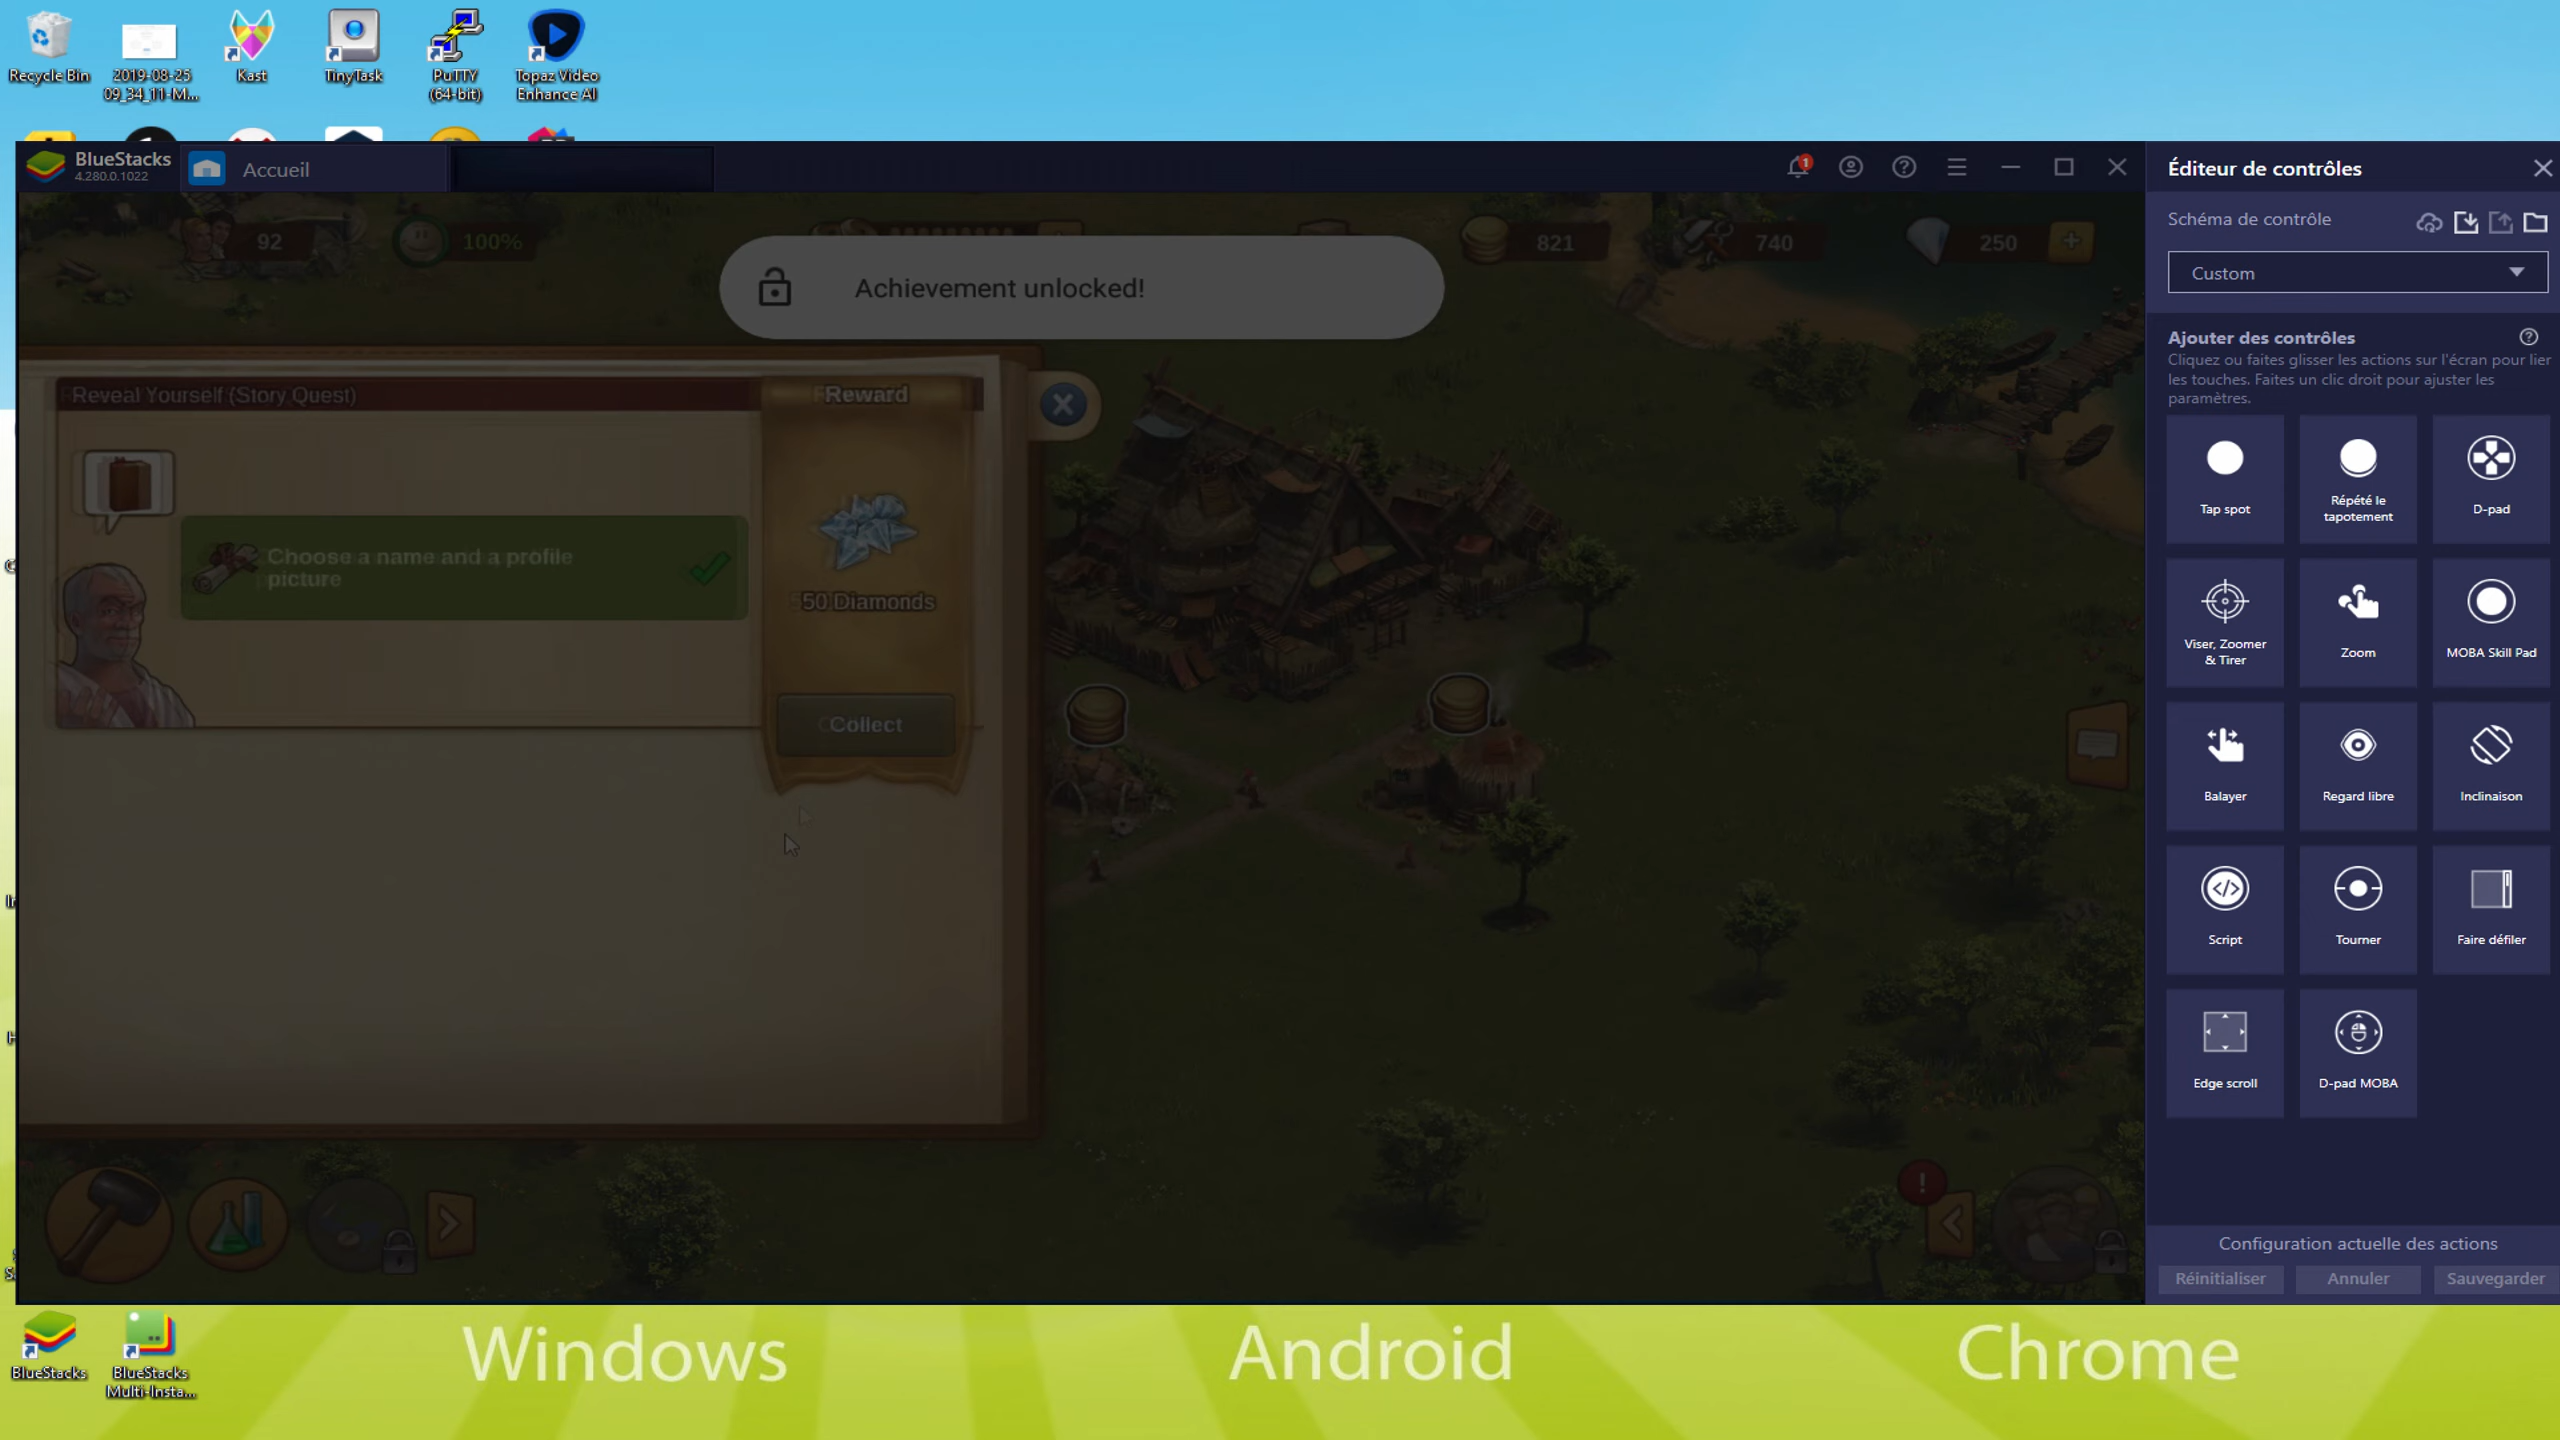 Recycle Bin
2019-08-25
09_34_11-M...
Kast
TinyTask
PuTTY
(64-bit)
Topaz Video
Enhance AI
BlueStacks
4.280.0.1022
Accueil
1
92
100%
821
740
250
Achievement unlocked!
Reveal Yourself (Story Quest)
Reward
Choose a name and a profile
picture
50 Diamonds
Collect
Éditeur de contrôles
Schéma de contrôle
Custom
Ajouter des contrôles
Cliquez ou faites glisser les actions sur l'écran pour lier
les touches. Faites un clic droit pour ajuster les
paramètres.
Tap spot
Répété le
tapotement
D-pad
Viser, Zoomer
& Tirer
Zoom
MOBA Skill Pad
Balayer
Regard libre
Inclinaison
Script
Tourner
Faire défiler
Edge scroll
D-pad MOBA
Configuration actuelle des actions
Réinitialiser
Annuler
Sauvegarder
BlueStacks
BlueStacks
Multi-Insta...
Windows
Android
Chrome